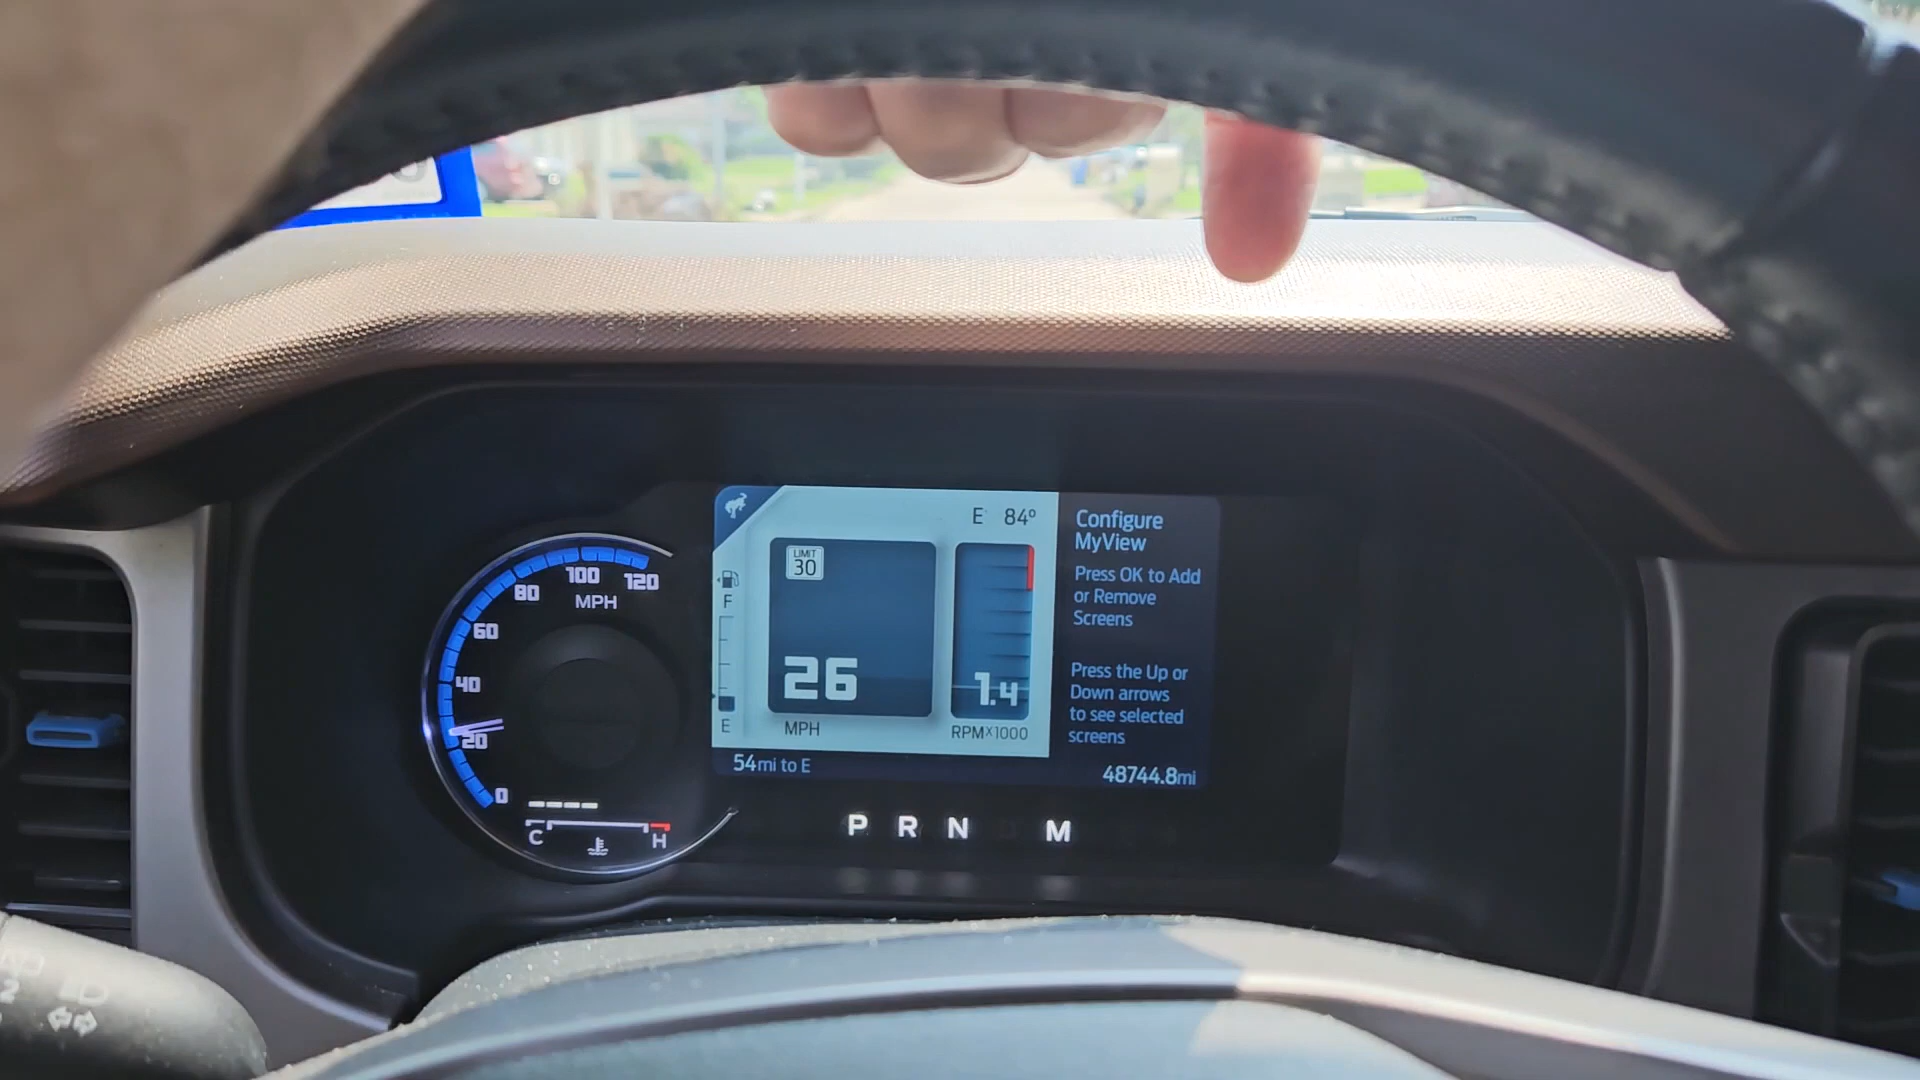 E 84°
LIMIT
30
F
26
1.4
E
MPH
RPMX1000
54mi to E
48744.8mi
Configure
MyView
Press OK to Add
or Remove
Screens
Press the Up or
Down arrows
to see selected
screens
120
100
80
MPH
60
40
20
0
C
H
P R N M
2